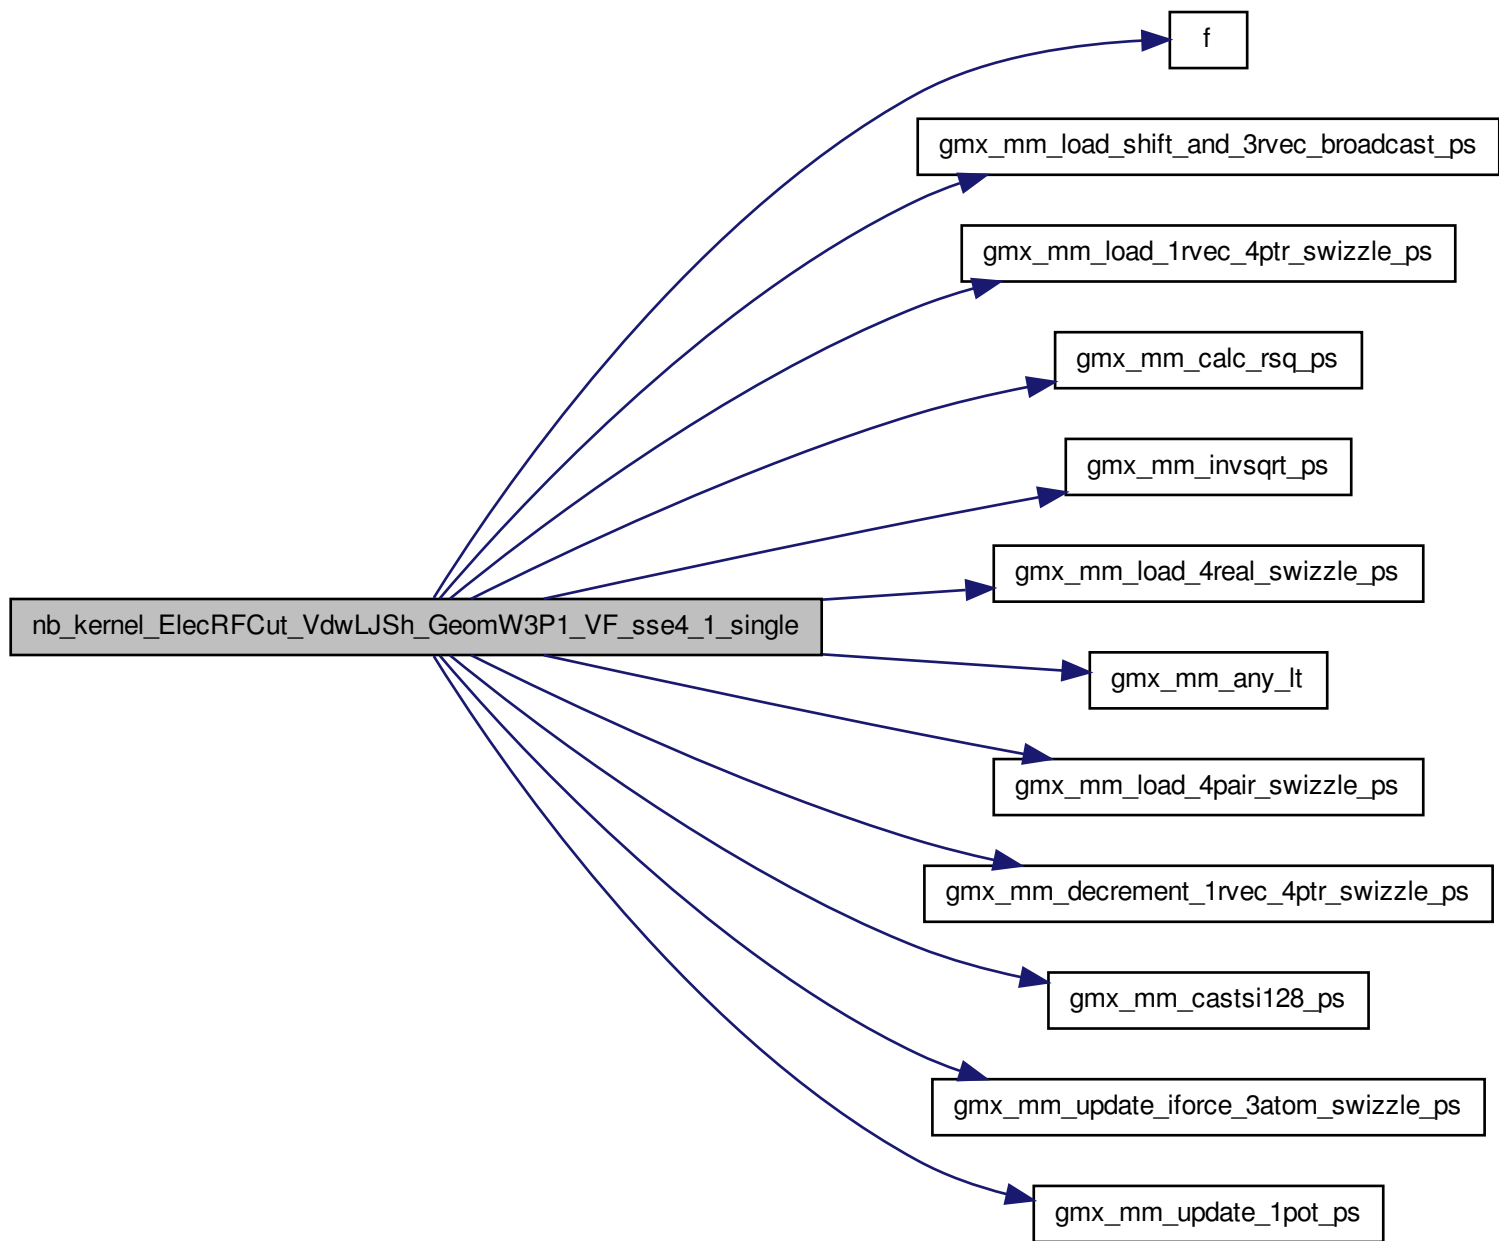 f
gmx_mm_load_shift_and_3rvec_broadcast_ps
gmx_mm_load_1rvec_4ptr_swizzle_ps
gmx_mm_calc_rsq_ps
gmx_mm_invsqrt_ps
gmx_mm_load_4real_swizzle_ps
nb_kernel_ElecRFCut_VdwLJSh_GeomW3P1_VF_sse4_1_single
gmx_mm_any_lt
gmx_mm_load_4pair_swizzle_ps
gmx_mm_decrement_1rvec_4ptr_swizzle_ps
gmx_mm_castsi128_ps
gmx_mm_update_iforce_3atom_swizzle_ps
gmx_mm_update_1pot_ps